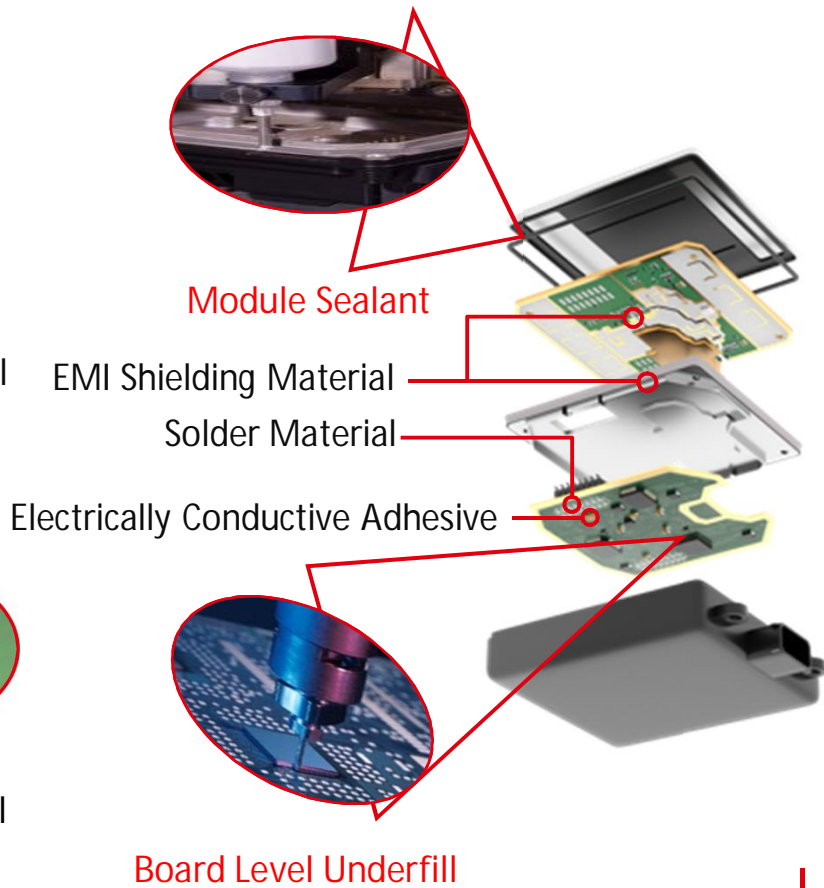 Module Sealant
l
EMI Shielding Material
Solder Material
Electrically Conductive Adhesive
l
Board Level Underfill